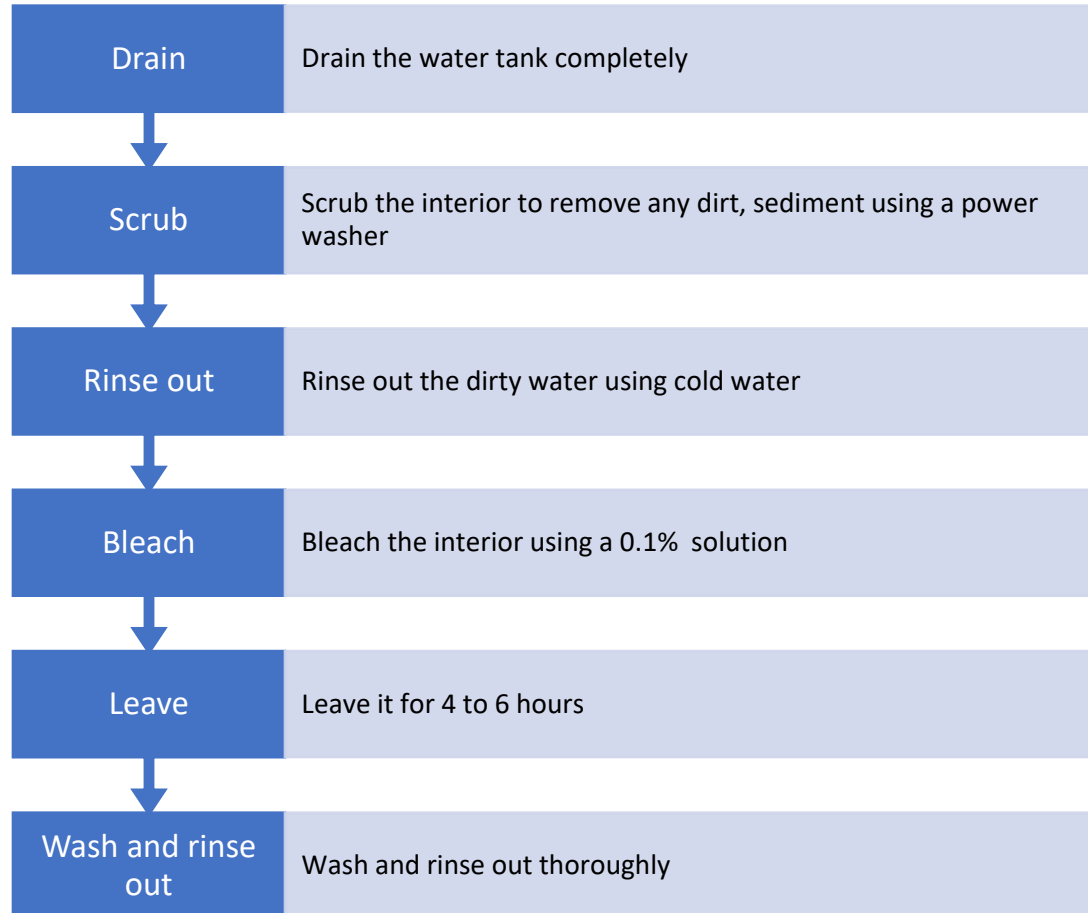 Drain
Drain the water tank completely
Scrub
Scrub the interior to remove any dirt, sediment using a power
washer
Rinse out
Rinse out the dirty water using cold water
Bleach
Bleach the interior using a 0.1%  solution
Leave
Leave it for 4 to 6 hours
Wash and rinse
out
Wash and rinse out thoroughly